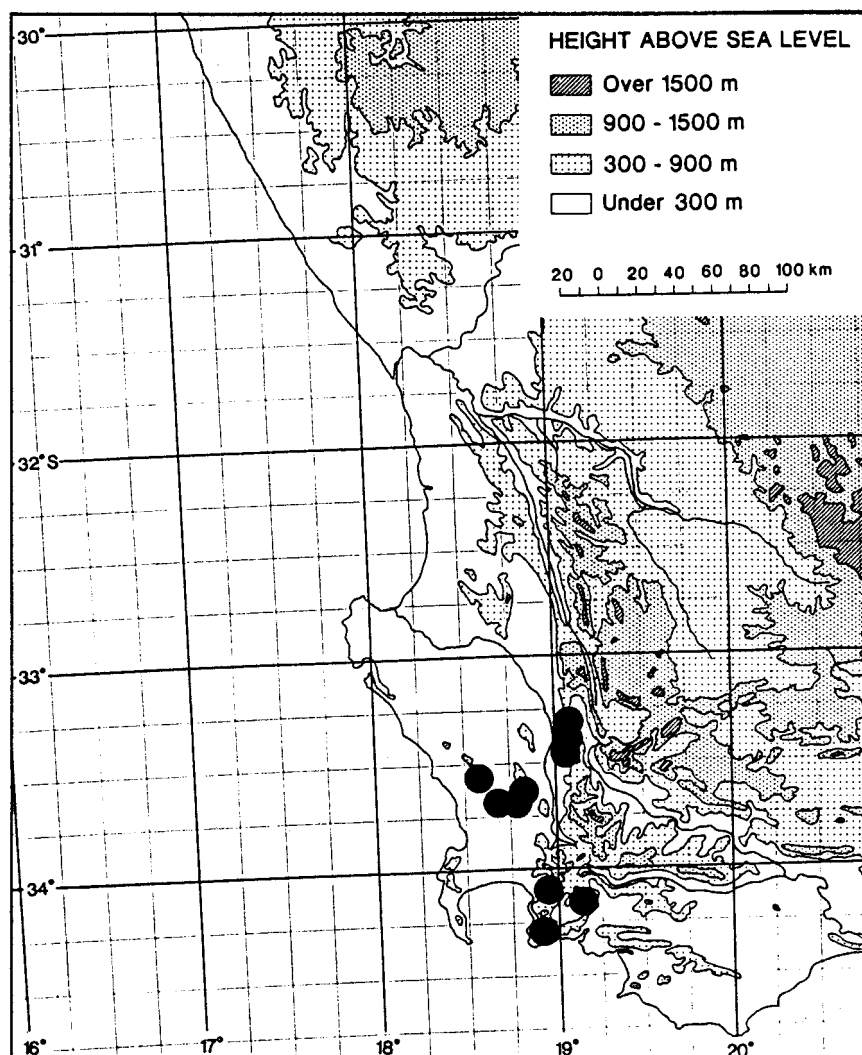 HEIGHT ABOVE SEA LEVEL
Over 1500 m
900 - 1500 m
300 - 900 m
Under 300 m
20 0 20 40 60 80 100 km
30°
31°
32°S
33°
34°
16° 17° 18° 19° 20°